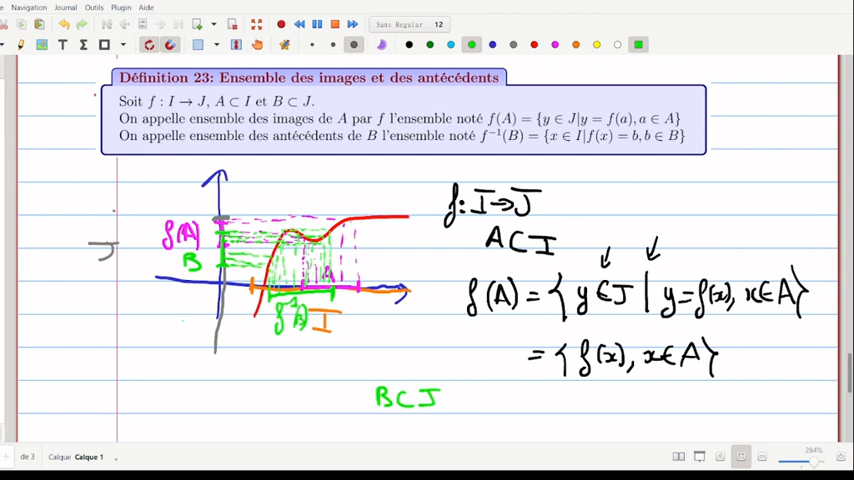 Navigation Journal Outils Plugin Aide
Sans Regular 12
Définition 23: Ensemble des images et des antécédents
Soit f : I → J, A ⊂ I et B ⊂ J.
On appelle ensemble des images de A par f l'ensemble noté f(A) = {y ∈ J|y = f(a), a ∈ A}
On appelle ensemble des antécédents de B l'ensemble noté f⁻¹(B) = {x ∈ I|f(x) = b, b ∈ B}
f: I → J
f(A)
A ⊂ I
J
B
A
f(A) = { y ∈ J | y = f(x), x ∈ A }
f⁻¹(B) I
= { f(x), x ∈ A }
B ⊂ J
de 3 Calque Calque 1
284%